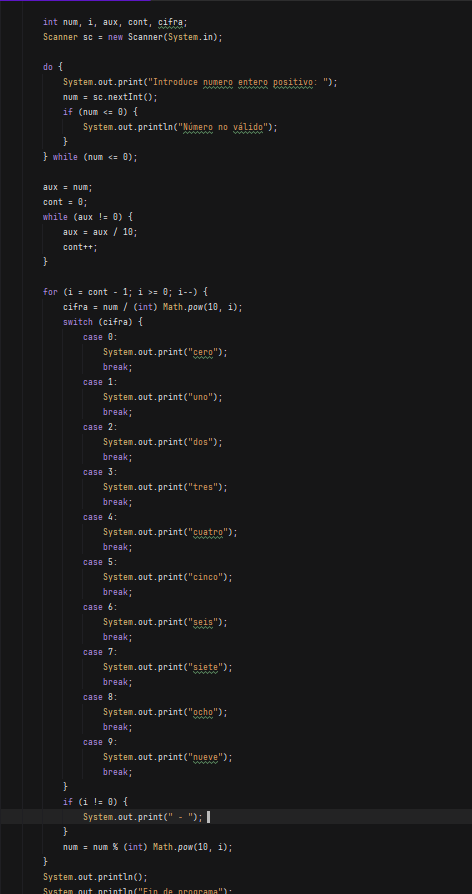 int num, i, aux, cont, cifra;
Scanner sc = new Scanner(System.in);
do {
System.out.print("Introduce numero entero positivo: ");
num = sc.nextInt();
if (num <= 0) {
System.out.println("Número no válido");
}
} while (num <= 0);
aux = num;
cont = 0;
while (aux != 0) {
aux = aux / 10;
cont++;
}
for (i = cont - 1; i >= 0; i--) {
cifra = num / (int) Math.pow(10, i);
switch (cifra) {
case 0:
System.out.print("cero");
break;
case 1:
System.out.print("uno");
break;
case 2:
System.out.print("dos");
break;
case 3:
System.out.print("tres");
break;
case 4:
System.out.print("cuatro");
break;
case 5:
System.out.print("cinco");
break;
case 6:
System.out.print("seis");
break;
case 7:
System.out.print("siete");
break;
case 8:
System.out.print("ocho");
break;
case 9:
System.out.print("nueve");
break;
}
if (i != 0) {
System.out.print(" - ");
}
num = num % (int) Math.pow(10, i);
}
System.out.println();
System.out.println("Fin de programa");